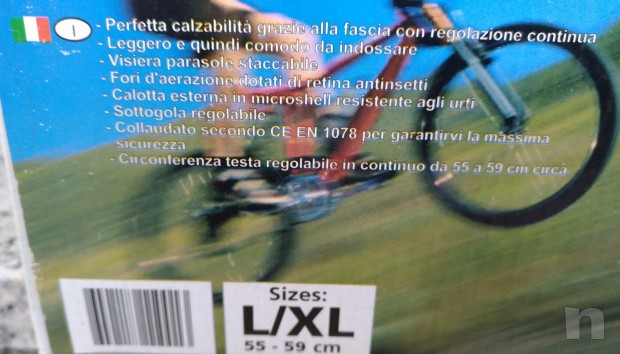 I
- Perfetta calzabilità grazie alla fascia con regolazione continua
- Leggero e quindi comodo da indossare
- Visiera parasole staccabile
- Fori d'aerazione dotati di retina antinsetti
- Calotta esterna in microshell resistente agli urti
- Sottogola regolabile
- Collaudato secondo CE EN 1078 per garantirvi la massima
sicurezza
- Circonferenza testa regolabile in continuo da 55 a 59 cm circa
Sizes:
L/XL
55 - 59 cm
n